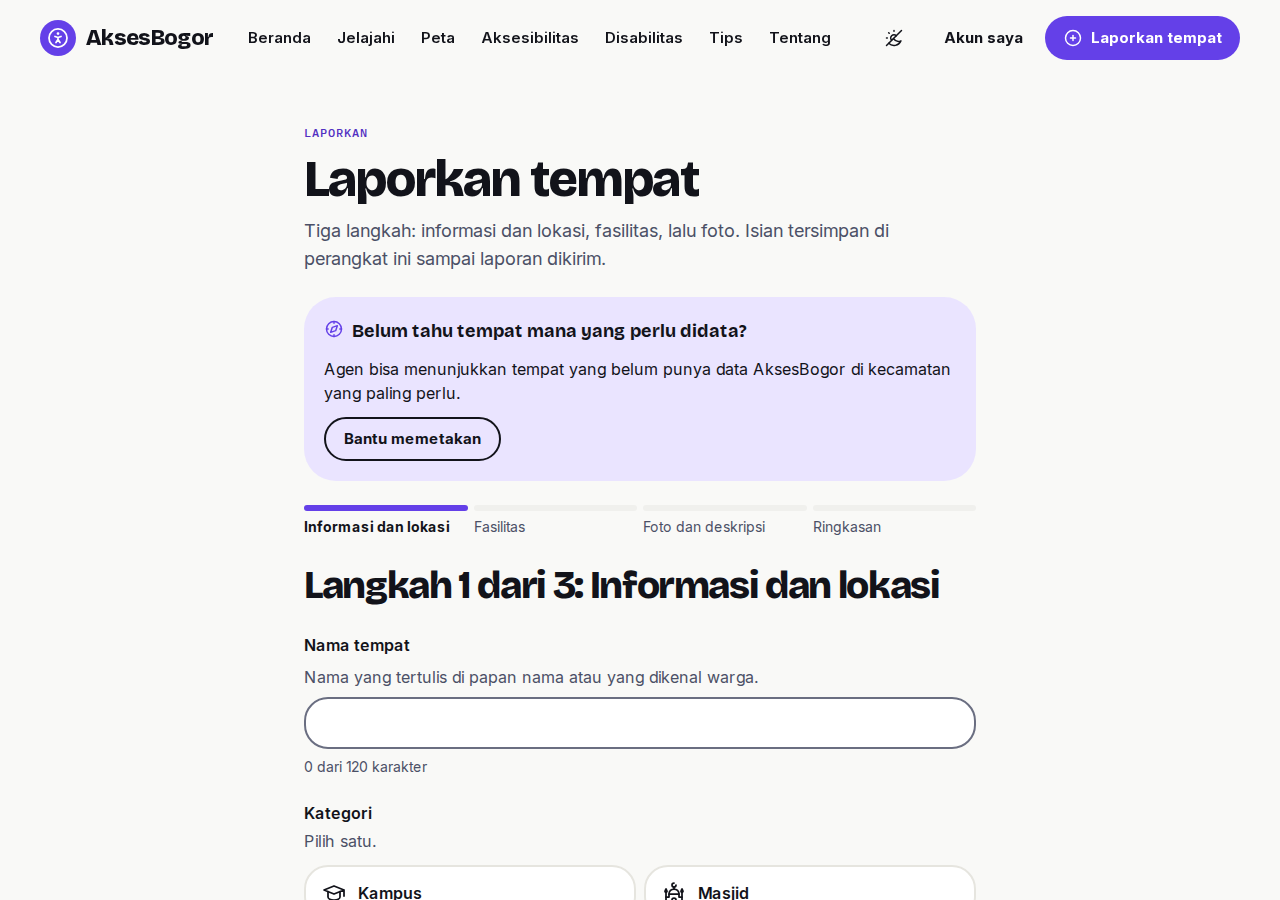 AksesBogor
Beranda
Jelajahi
Peta
Aksesibilitas
Disabilitas
Tips
Tentang
Akun saya
Laporkan tempat
LAPORKAN
Laporkan tempat
Tiga langkah: informasi dan lokasi, fasilitas, lalu foto. Isian tersimpan di
perangkat ini sampai laporan dikirim.
Belum tahu tempat mana yang perlu didata?
Agen bisa menunjukkan tempat yang belum punya data AksesBogor di kecamatan
yang paling perlu.
Bantu memetakan
Informasi dan lokasi
Fasilitas
Foto dan deskripsi
Ringkasan
Langkah 1 dari 3: Informasi dan lokasi
Nama tempat
Nama yang tertulis di papan nama atau yang dikenal warga.
0 dari 120 karakter
Kategori
Pilih satu.
Kampus
Masjid